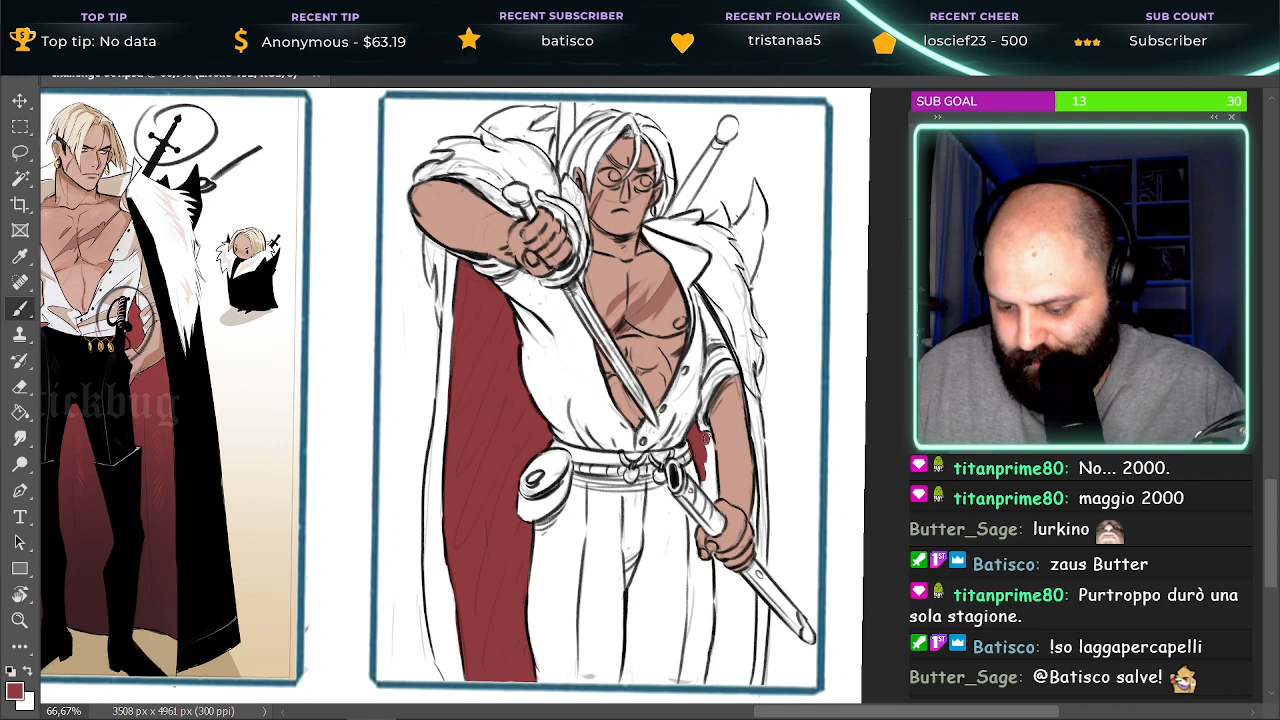 TOP TIP
Top tip: No data
RECENT TIP
Anonymous - $63.19
RECENT SUBSCRIBER
batisco
RECENT FOLLOWER
tristanaa5
RECENT CHEER
loscief23 - 500
SUB COUNT
Subscriber
SUB GOAL
13
30
titanprime80: No... 2000.
titanprime80: maggio 2000
Butter_Sage: lurkino
Batisco: zaus Butter
titanprime80: Purtroppo durò una
sola stagione.
Batisco: !so laggapercapelli
Butter_Sage: @Batisco salve!
66,67%
3508 px x 4961 px (300 ppi)